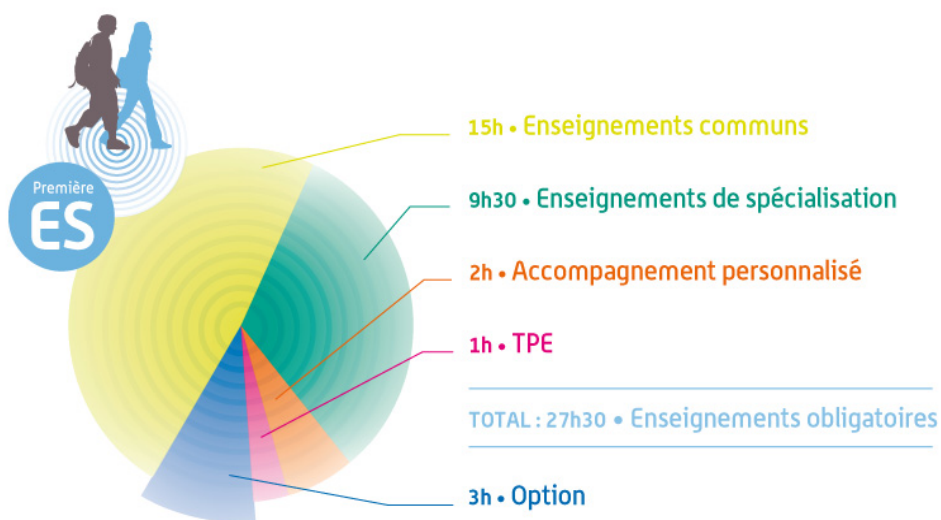 Première
ES
15h • Enseignements communs
9h30 • Enseignements de spécialisation
2h • Accompagnement personnalisé
1h • TPE
TOTAL : 27h30 • Enseignements obligatoires
3h • Option